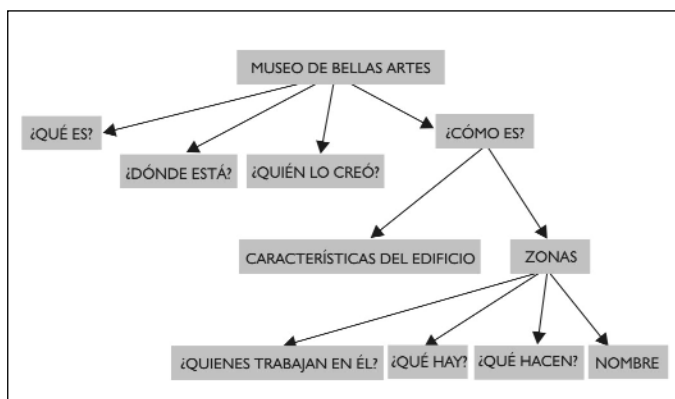 MUSEO DE BELLAS ARTES
¿QUÉ ES?
¿CÓMO ES?
¿DÓNDE ESTÁ?
¿QUIÉN LO CREÓ?
CARACTERÍSTICAS DEL EDIFICIO
ZONAS
¿QUIENES TRABAJAN EN ÉL?
¿QUÉ HAY?
¿QUÉ HACEN?
NOMBRE